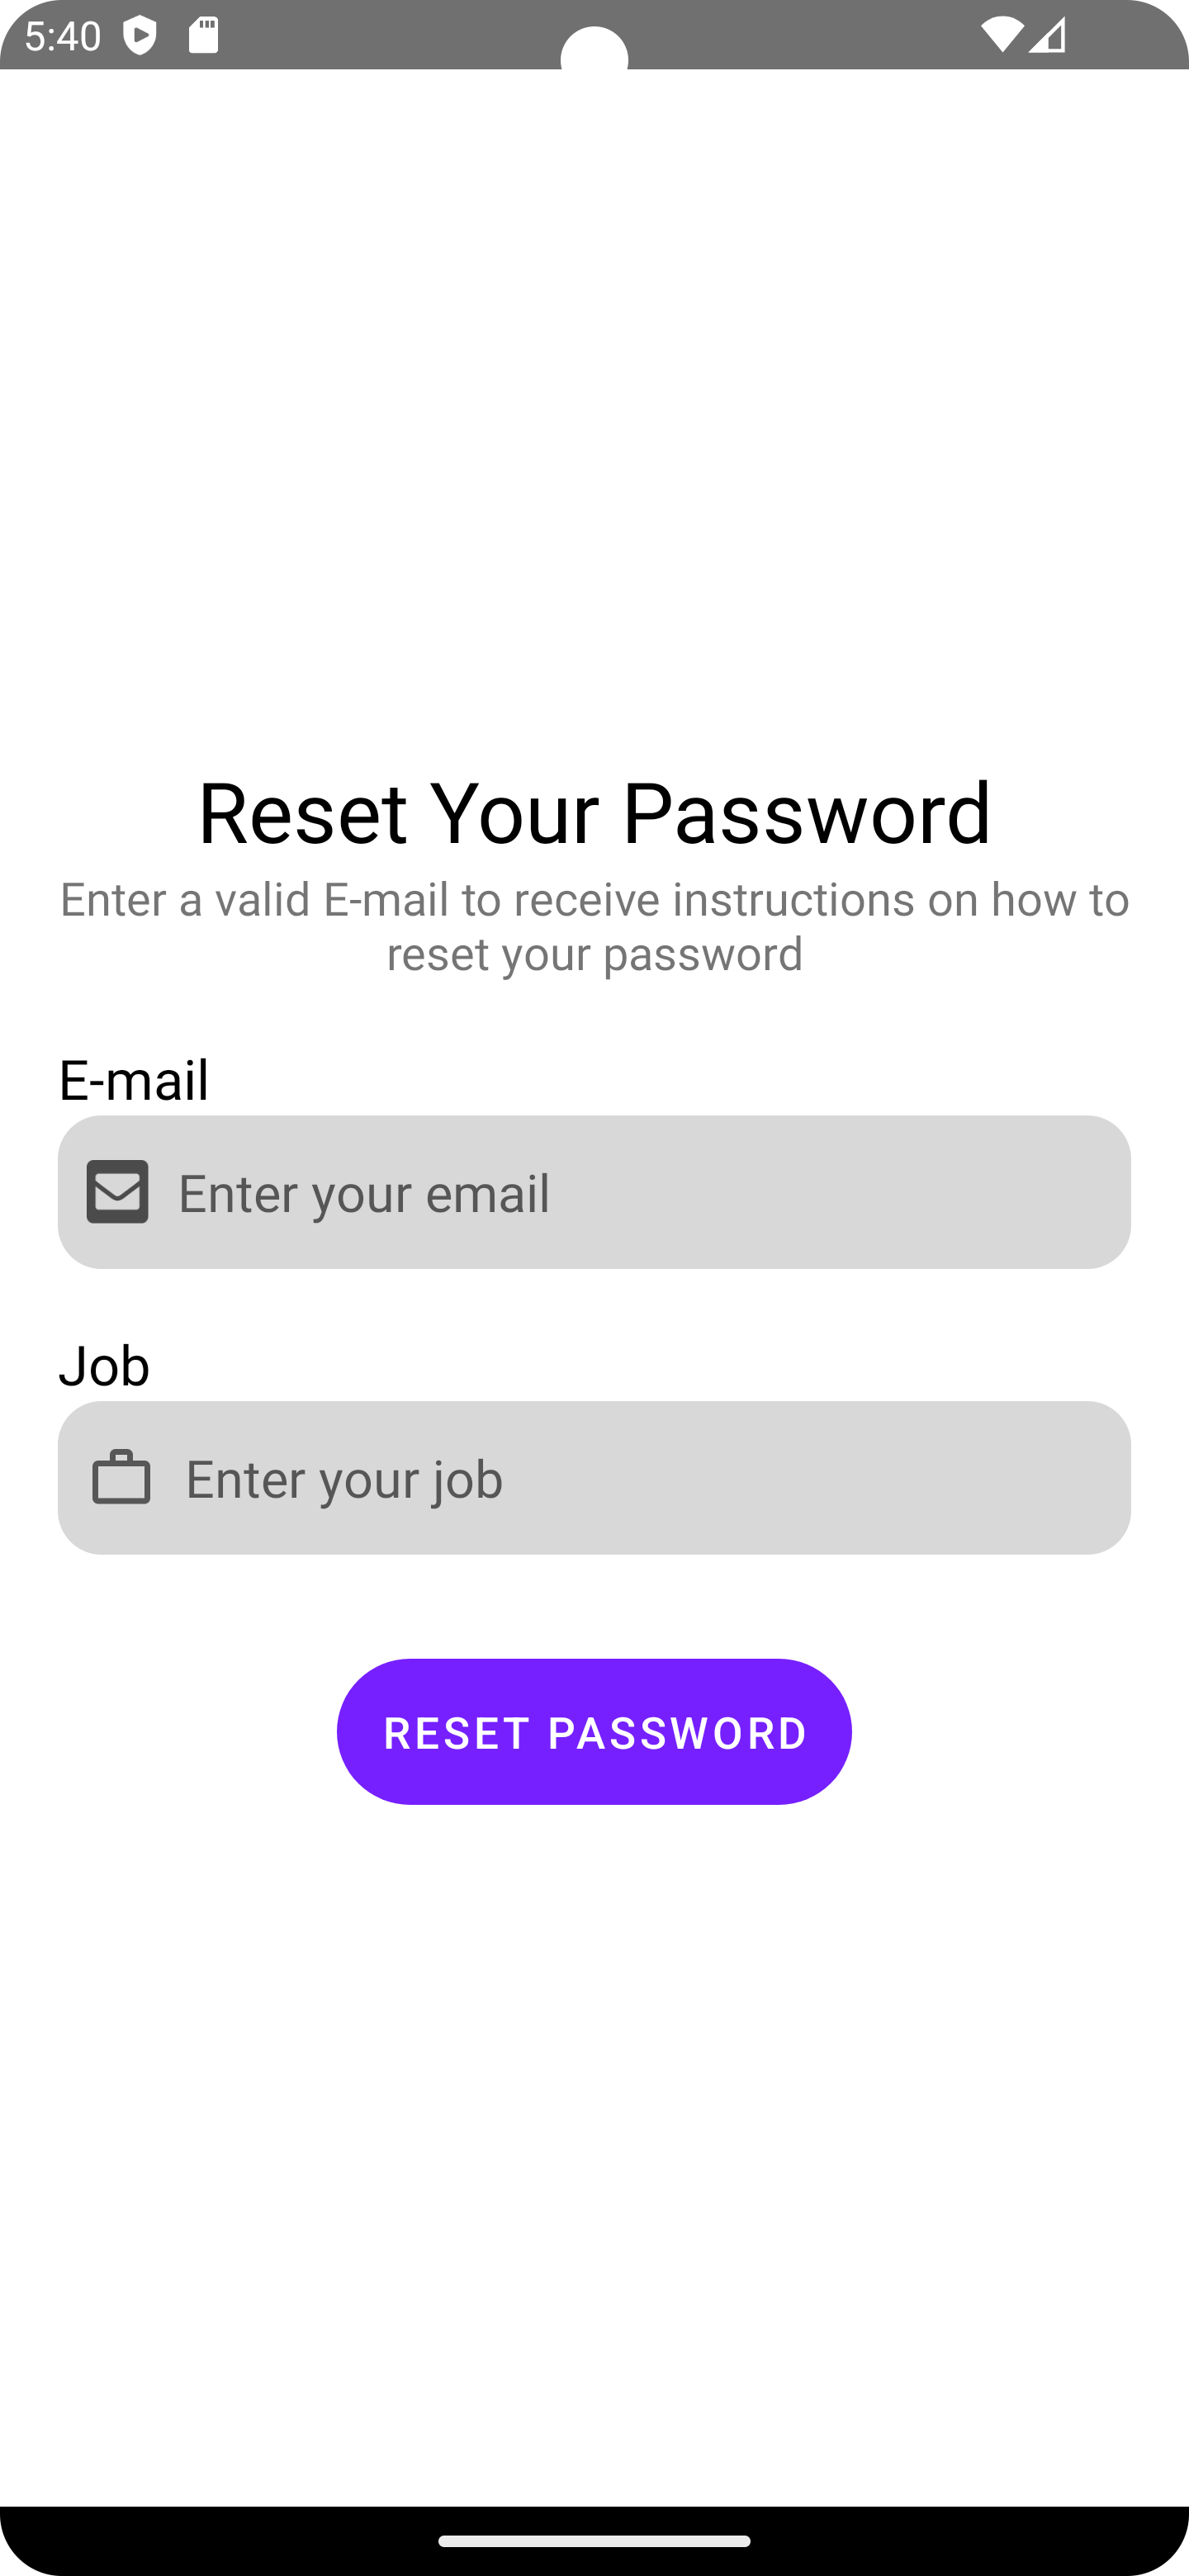 5:40
Reset Your Password
Enter a valid E-mail to receive instructions on how to
reset your password
E-mail
Enter your email
Job
Enter your job
RESET PASSWORD